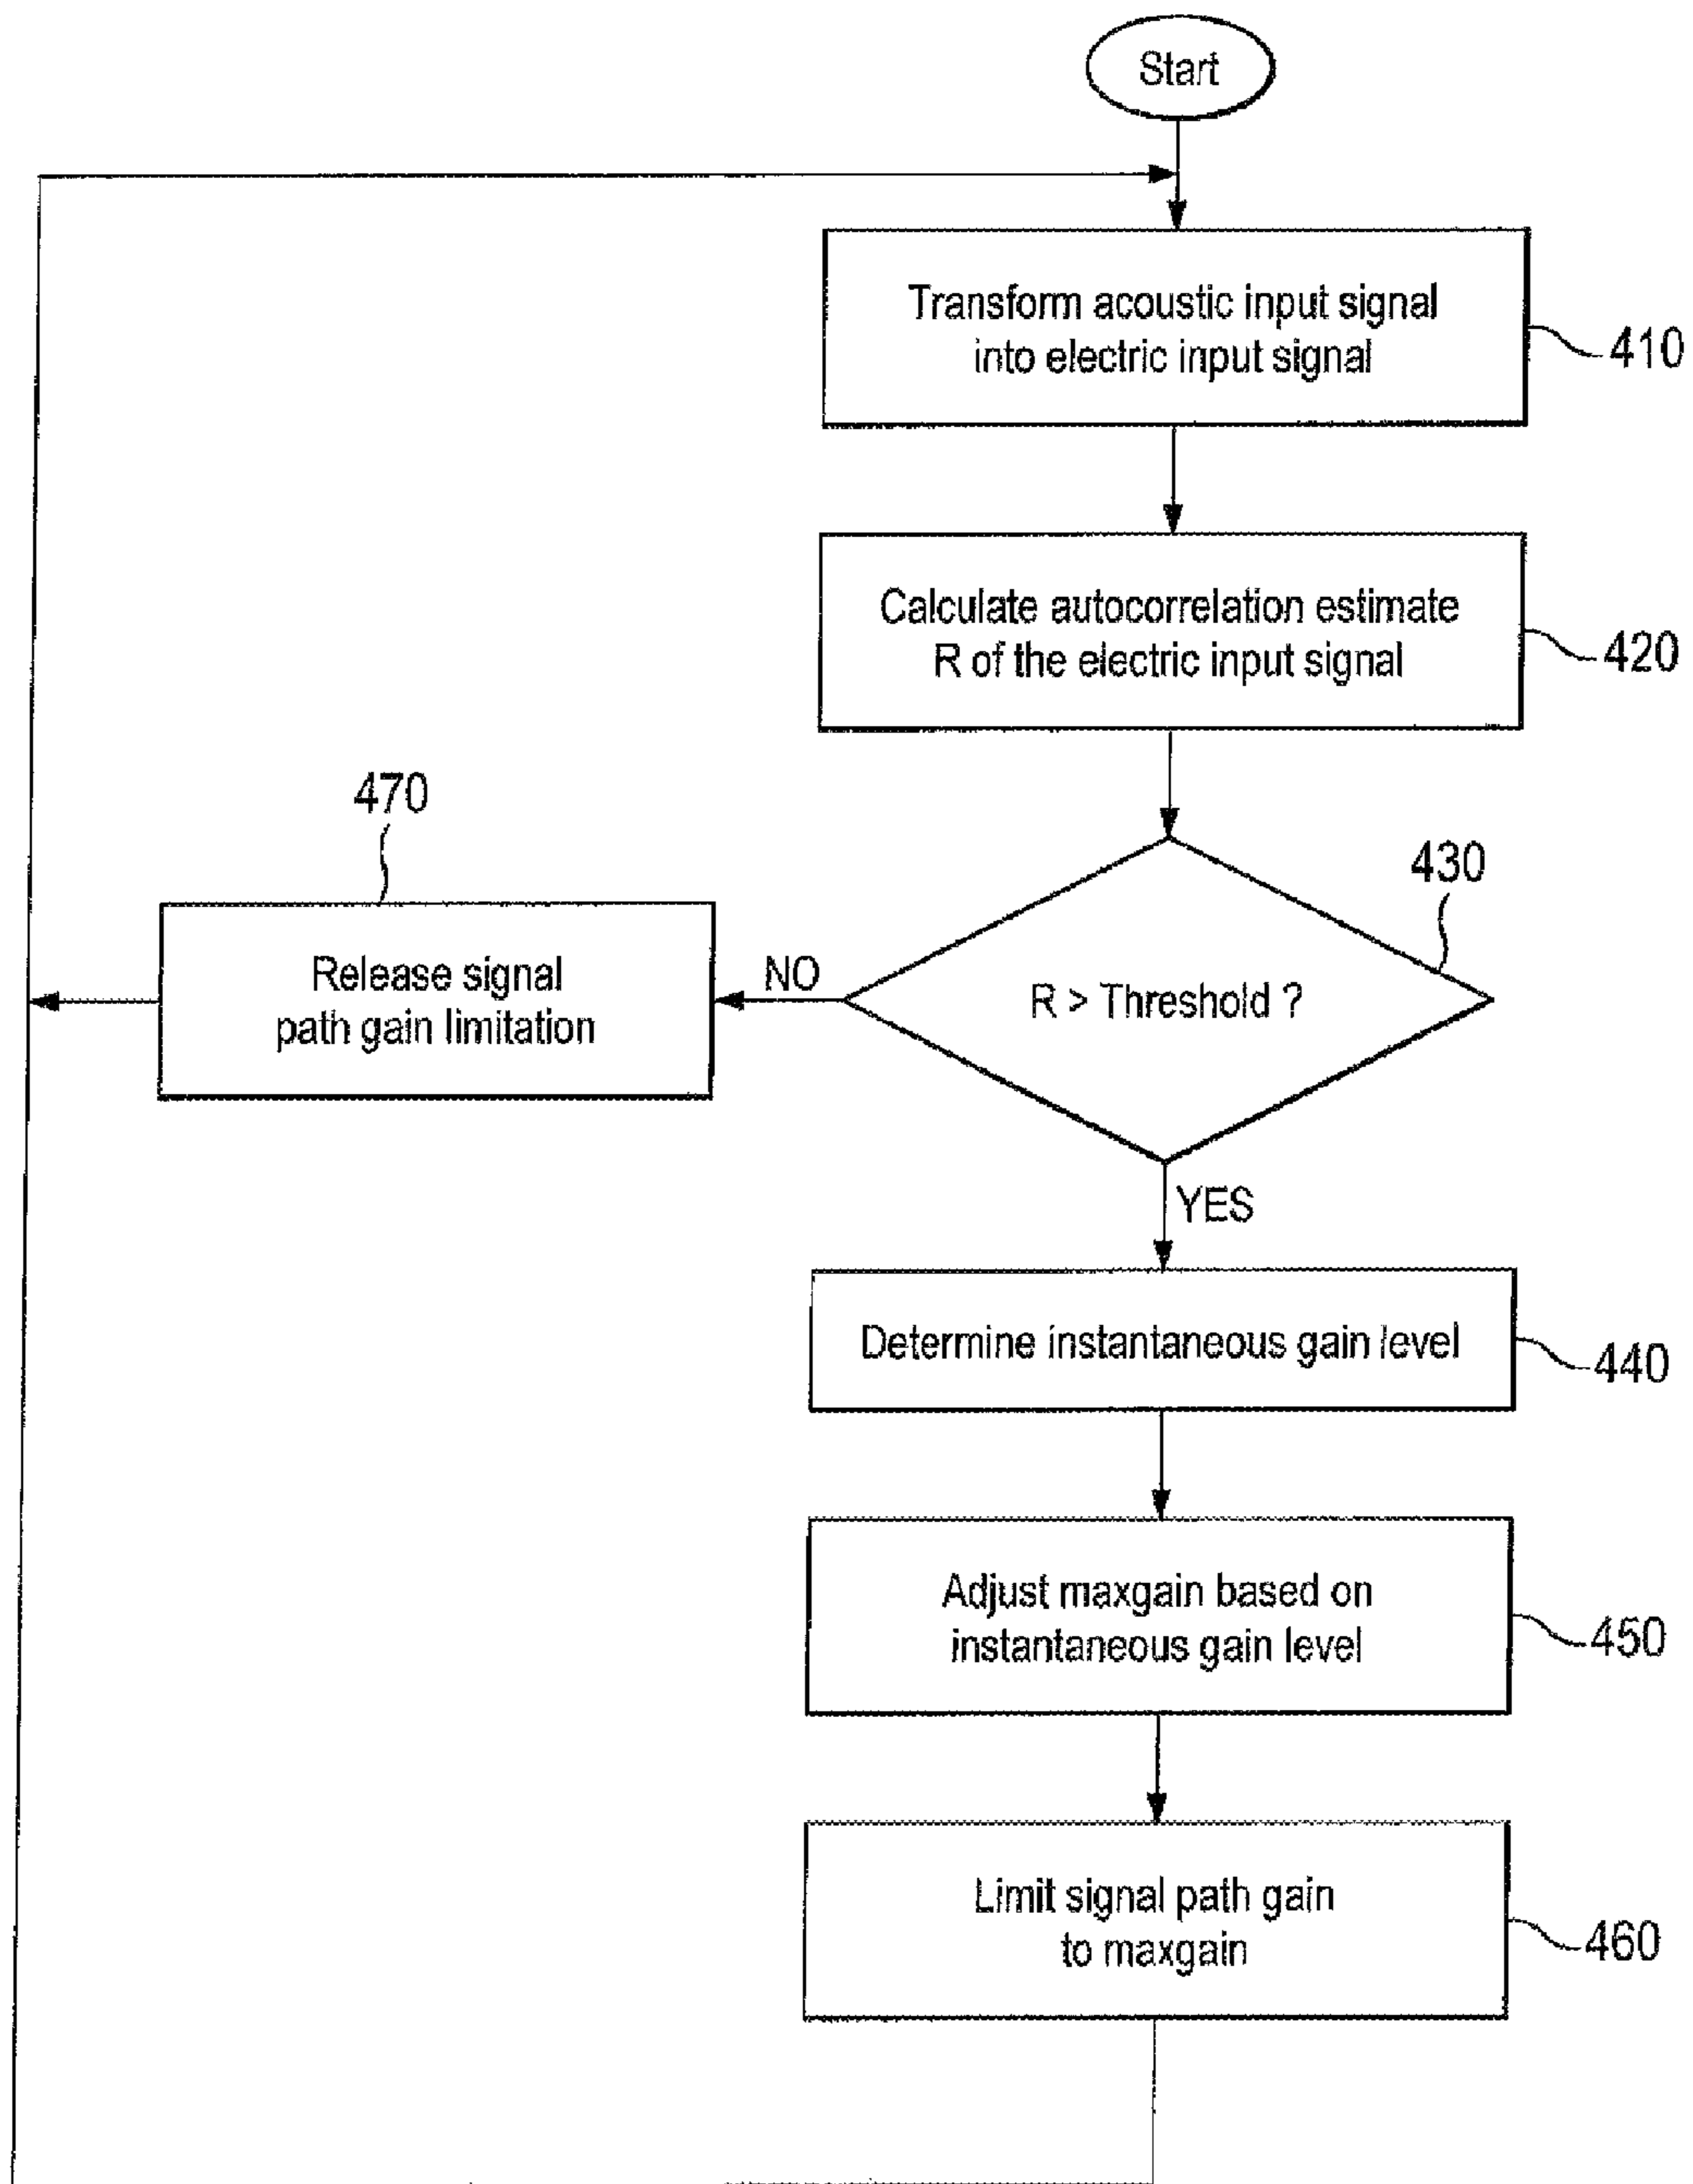 Start
Transform acoustic input signal
into electric input signal
410
Calculate autocorrelation estimate
R of the electric input signal
420
430
R > Threshold ?
NO
470
Release signal
path gain limitation
YES
Determine instantaneous gain level
440
Adjust maxgain based on
instantaneous gain level
450
Limit signal path gain
to maxgain
460